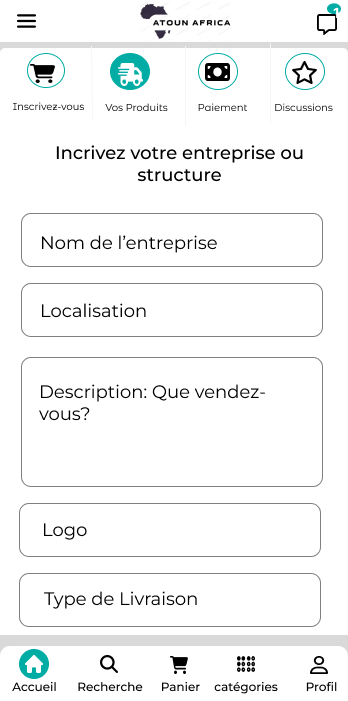 ATOUN AFRICA
1
Inscrivez-vous
Vos Produits
Paiement
Discussions
Incrivez votre entreprise ou
structure
Nom de l’entreprise
Localisation
Description: Que vendez-
vous?
Logo
Type de Livraison
Accueil
Recherche
Panier
catégories
Profil